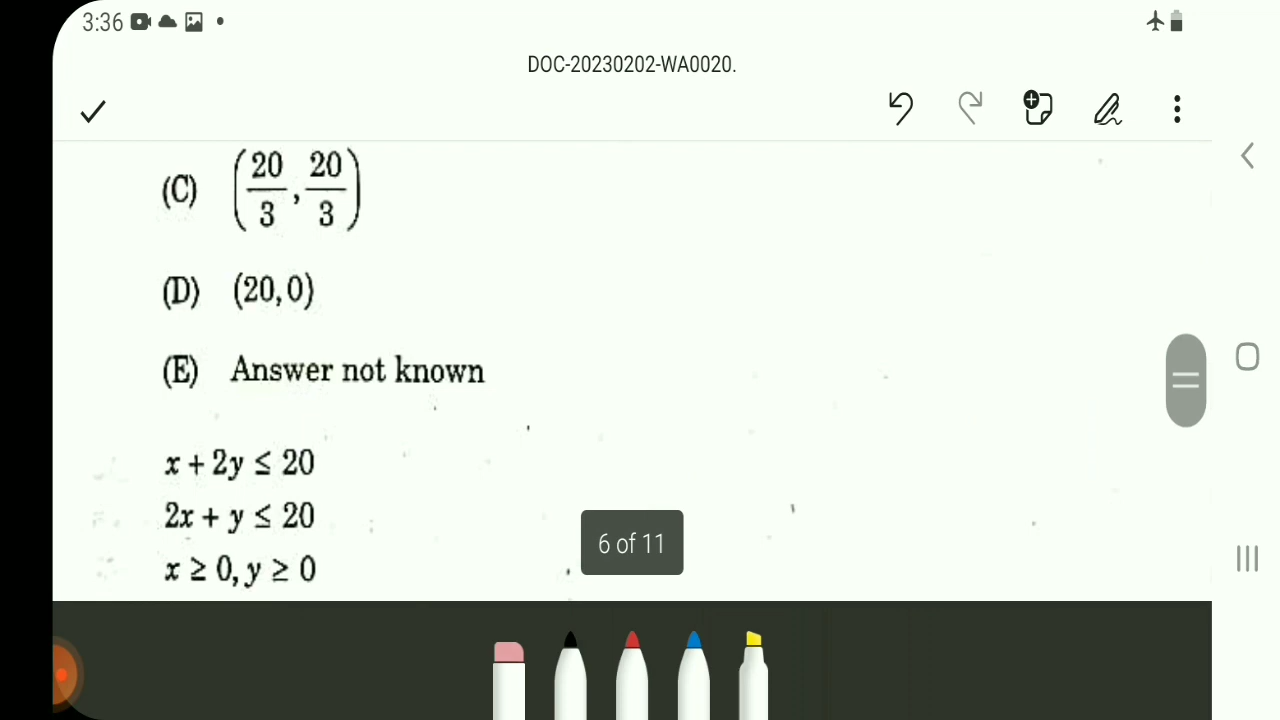 3:36
DOC-20230202-WA0020.
(C) (20/3, 20/3)
(D) (20,0)
(E) Answer not known
x + 2y ≤ 20
2x + y ≤ 20
x ≥ 0, y ≥ 0
6 of 11